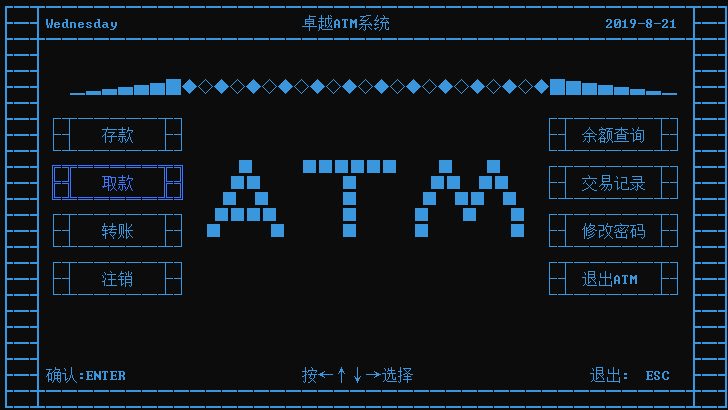 Wednesday 卓越ATM系统 2019-8-21
存款 余额查询
取款 交易记录
ATM
转账 修改密码
注销 退出ATM
确认:ENTER 按←↑↓→选择 退出: ESC